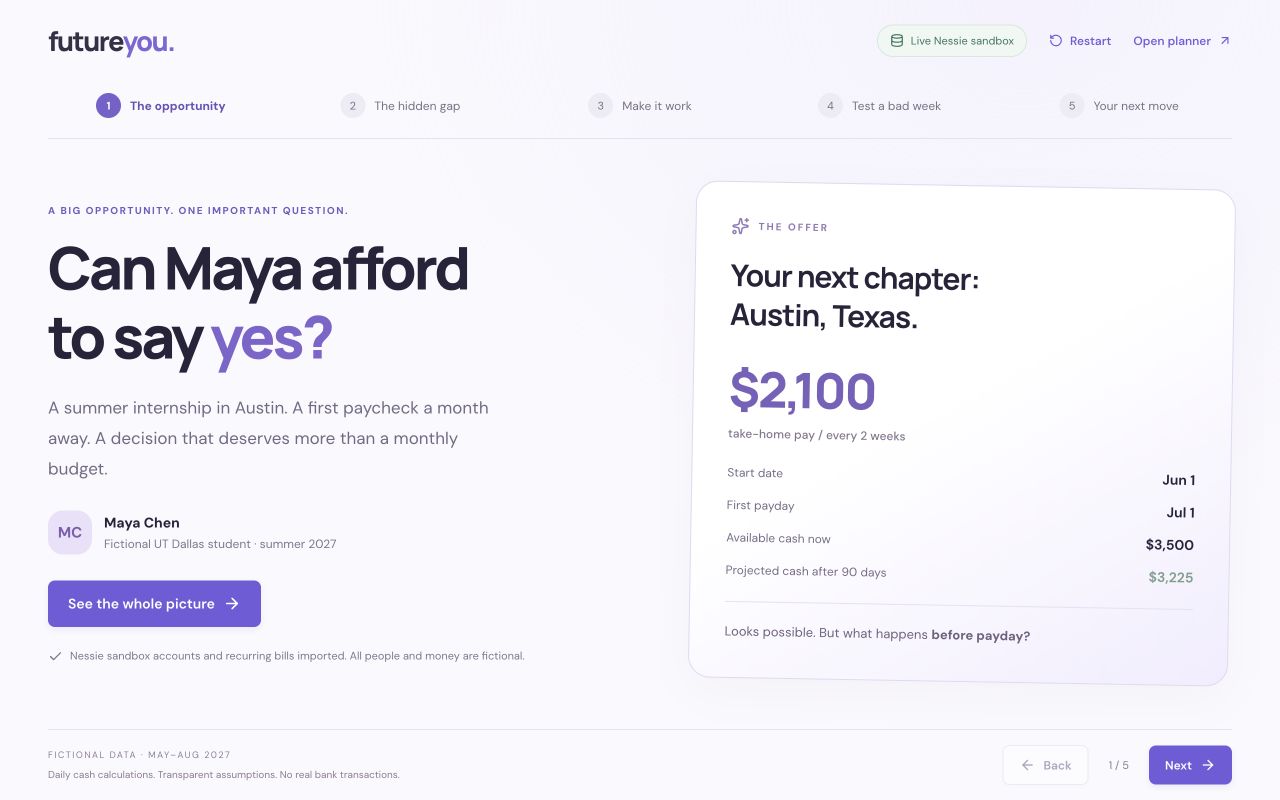 futureyou.
Live Nessie sandbox
Restart
Open planner
1 The opportunity
2 The hidden gap
3 Make it work
4 Test a bad week
5 Your next move
A BIG OPPORTUNITY. ONE IMPORTANT QUESTION.
Can Maya afford
to say yes?
A summer internship in Austin. A first paycheck a month
away. A decision that deserves more than a monthly
budget.
MC
Maya Chen
Fictional UT Dallas student · summer 2027
See the whole picture
Nessie sandbox accounts and recurring bills imported. All people and money are fictional.
THE OFFER
Your next chapter:
Austin, Texas.
$2,100
take-home pay / every 2 weeks
Start date Jun 1
First payday Jul 1
Available cash now $3,500
Projected cash after 90 days $3,225
Looks possible. But what happens before payday?
FICTIONAL DATA · MAY–AUG 2027
Daily cash calculations. Transparent assumptions. No real bank transactions.
Back
1 / 5
Next